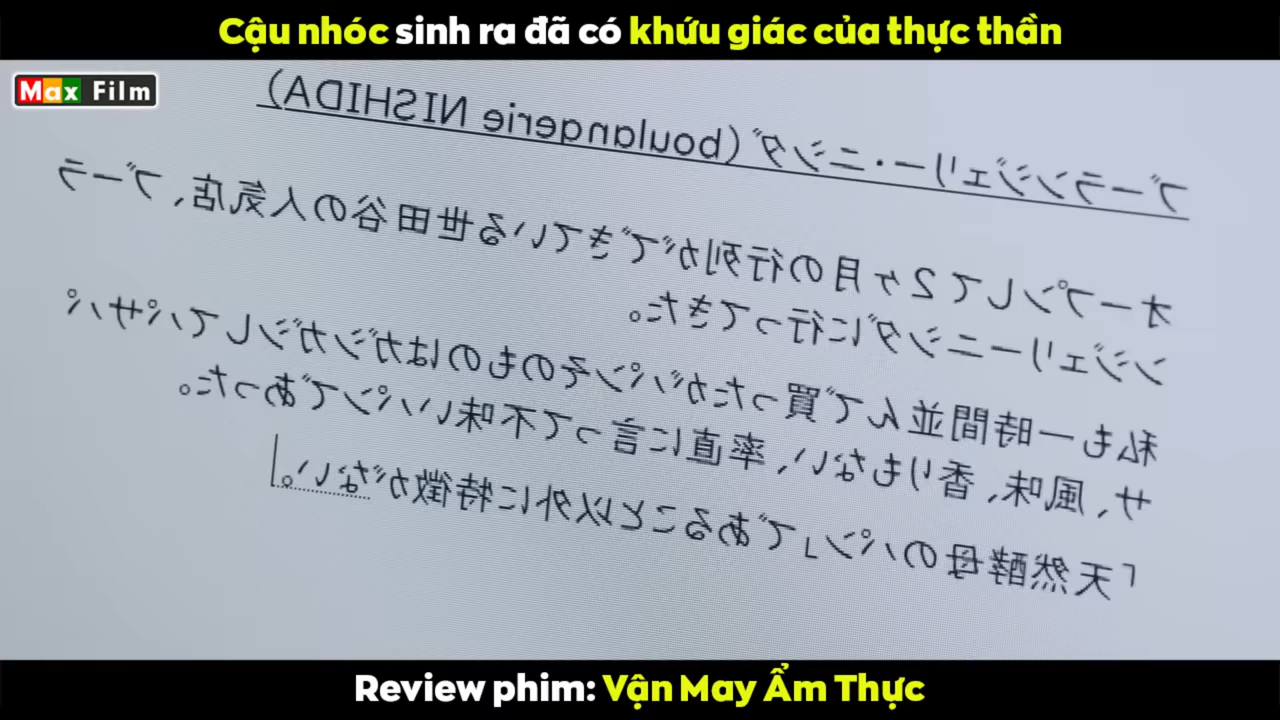 Cậu nhóc sinh ra đã có khứu giác của thực thần
Max Film
ブーランジェリー・ニシダ (boulangerie NISHIDA)
オープンして2ヶ月の行列ができている世田谷の人気店、ブーラ
ンジェリーニシダに行ってきた。
私も一時間並んで買ったがパンそのものはガシガシしてパサパ
サ、風味、香りもない、率直に言って不味いパンであった。
「天然酵母のパン」であること以外に特徴がない。
Review phim: Vận May Ẩm Thực